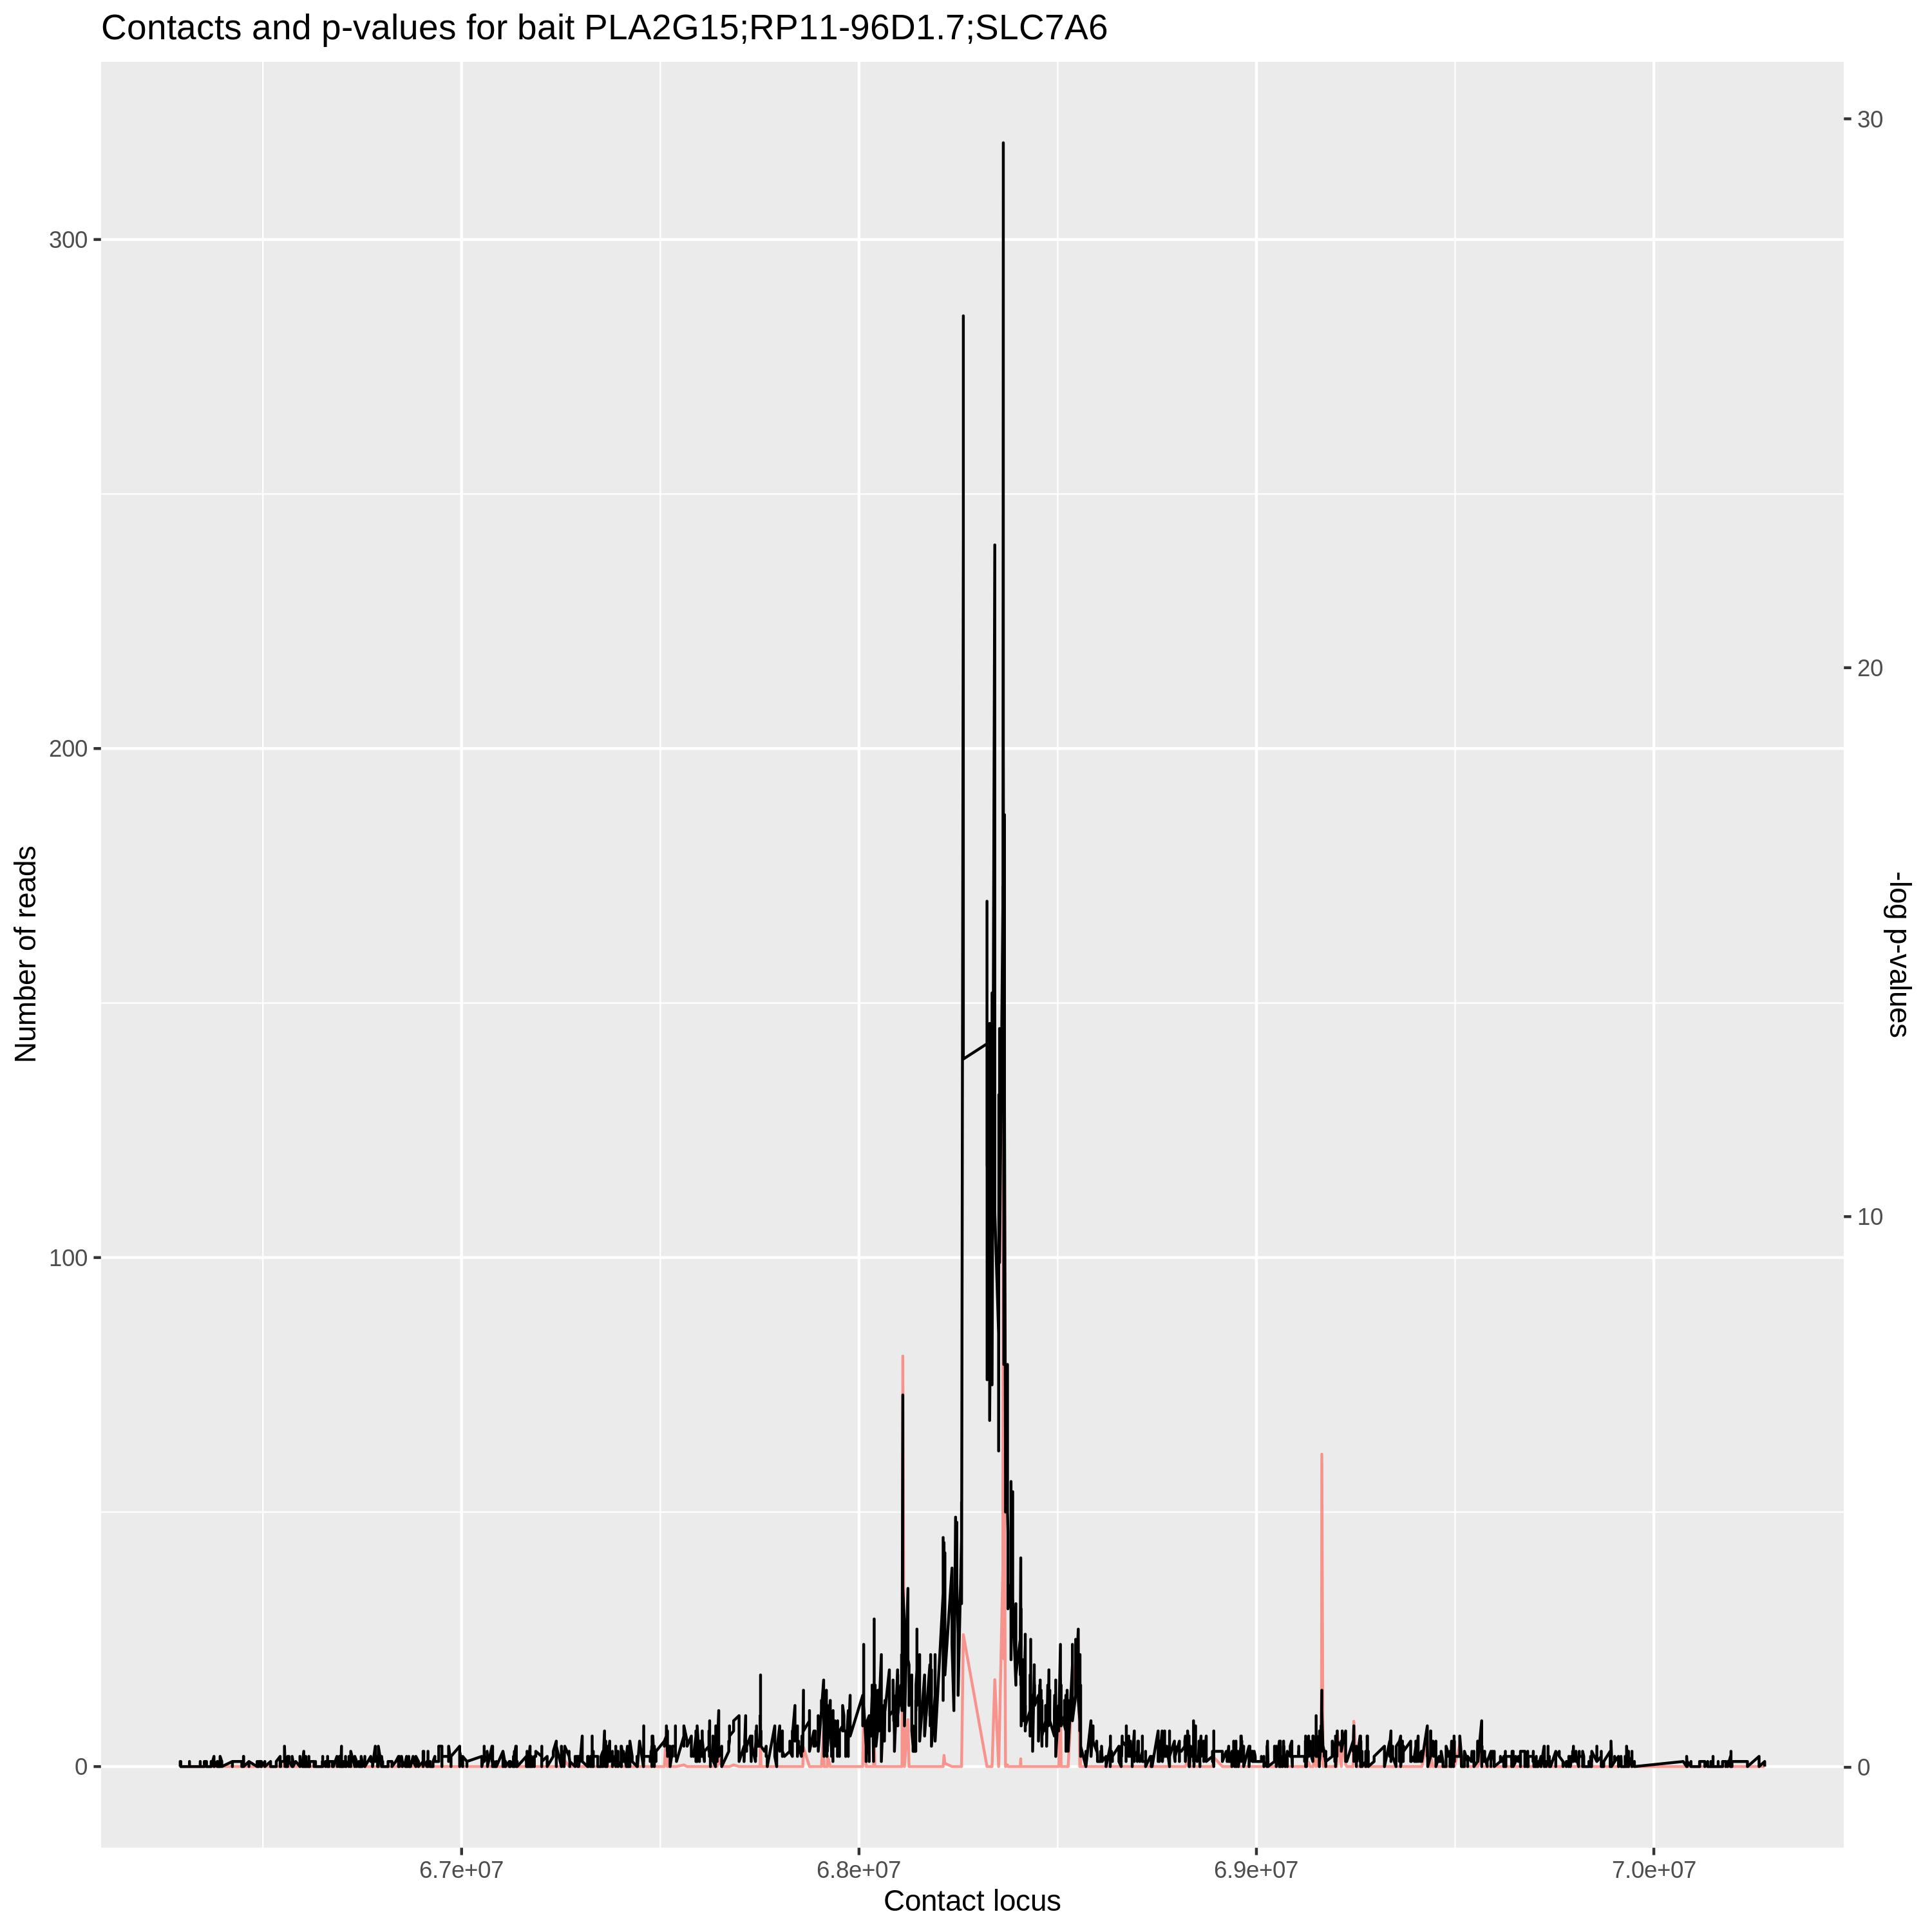 Contacts and p-values for bait PLA2G15;RP11-96D1.7;SLC7A6
Number of reads
300
200
100
0
30
20
10
0
-log p-values
6.7e+07
6.8e+07
6.9e+07
7.0e+07
Contact locus